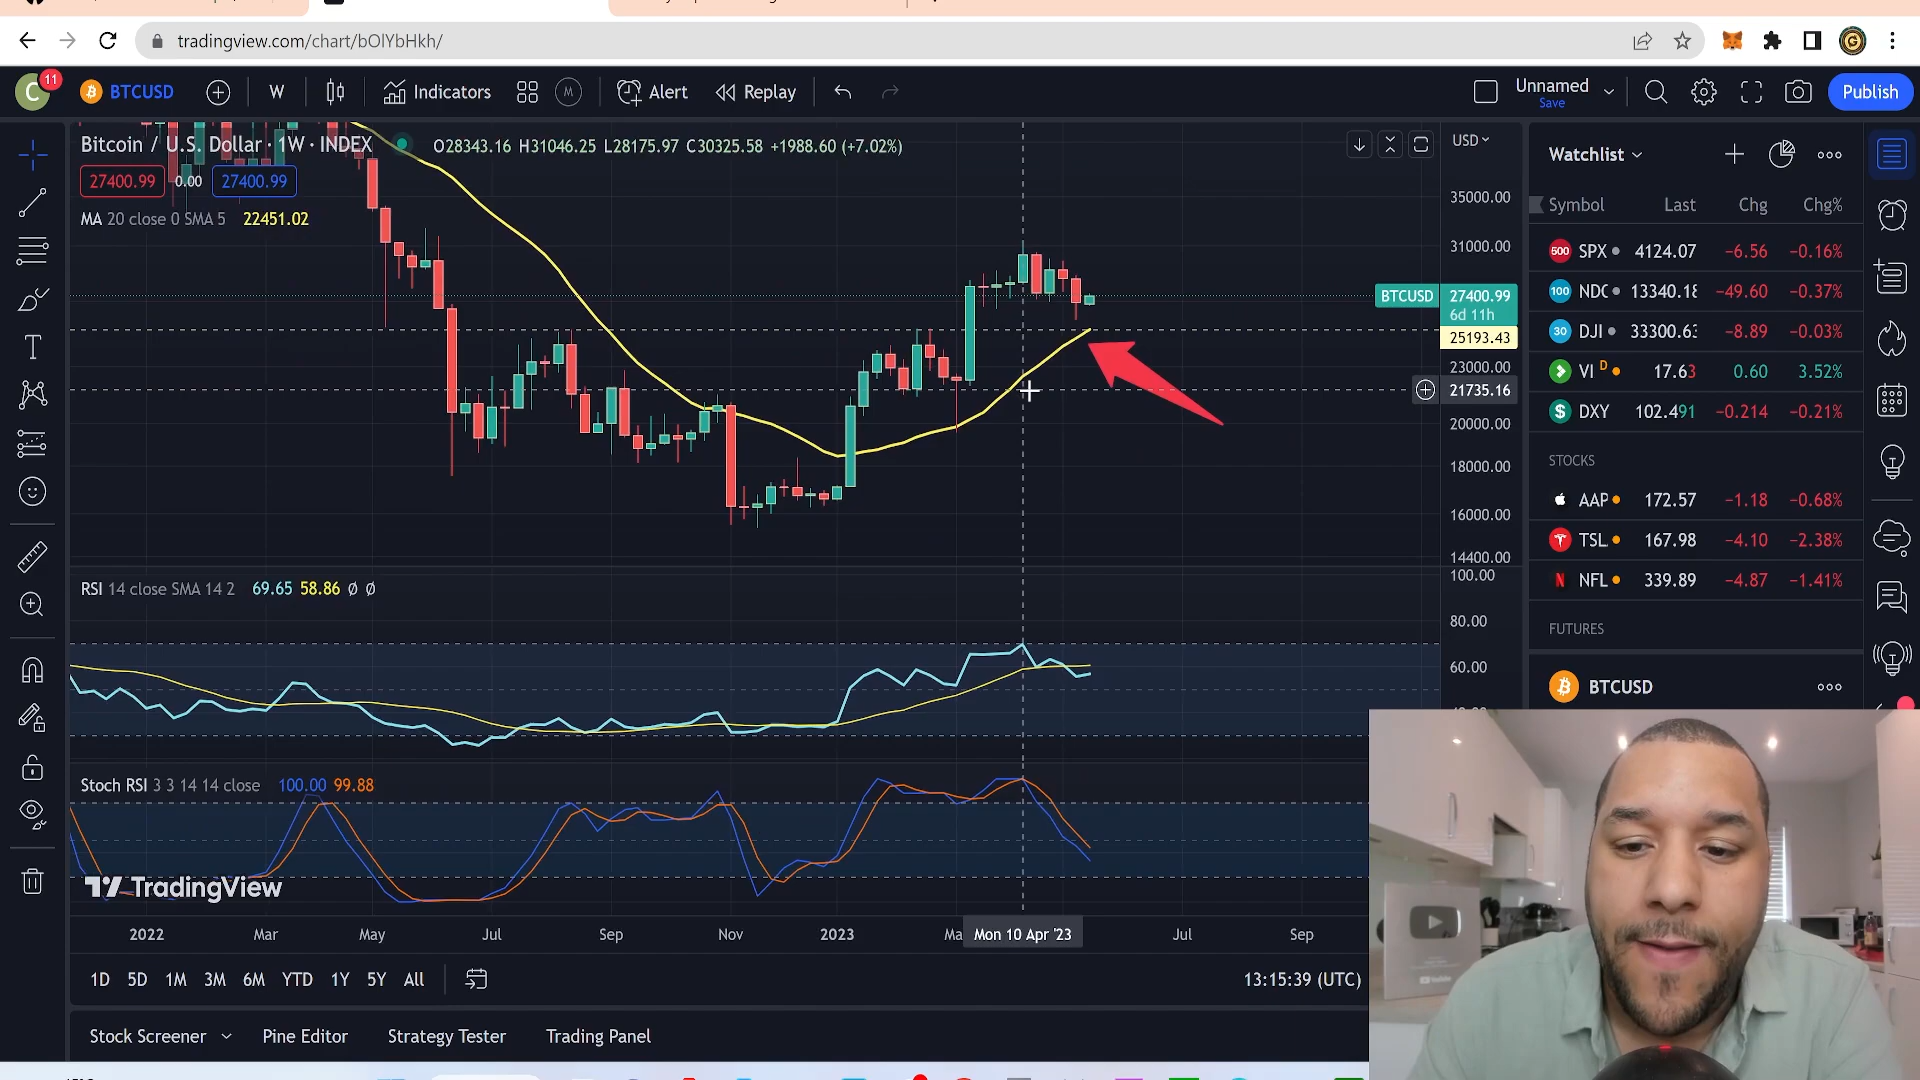 tradingview.com/chart/bOlYbHkh/
C 11 BTCUSD W Indicators M Alert Replay Unnamed Save Publish
Bitcoin / U.S. Dollar · 1W · INDEX O28343.16 H31046.25 L28175.97 C30325.58 +1988.60 (+7.02%)
27400.99 0.00 27400.99
MA 20 close 0 SMA 5 22451.02
USD
35000.00
31000.00
BTCUSD 27400.99
6d 11h
25193.43
23000.00
21735.16
20000.00
18000.00
16000.00
14400.00
RSI 14 close SMA 14 2 69.65 58.86 Ø Ø
100.00
80.00
60.00
Stoch RSI 3 3 14 14 close 100.00 99.88
TradingView
2022 Mar May Jul Sep Nov 2023 Ma Mon 10 Apr '23 Jul Sep
1D 5D 1M 3M 6M YTD 1Y 5Y All
13:15:39 (UTC)
Stock Screener Pine Editor Strategy Tester Trading Panel
Watchlist
Symbol Last Chg Chg%
500 SPX 4124.07 −6.56 −0.16%
100 NDC 13340.18 −49.60 −0.37%
30 DJI 33300.63 −8.89 −0.03%
VI D 17.63 0.60 3.52%
DXY 102.491 −0.214 −0.21%
STOCKS
AAP 172.57 −1.18 −0.68%
TSL 167.98 −4.10 −2.38%
NFL 339.89 −4.87 −1.41%
FUTURES
BTCUSD